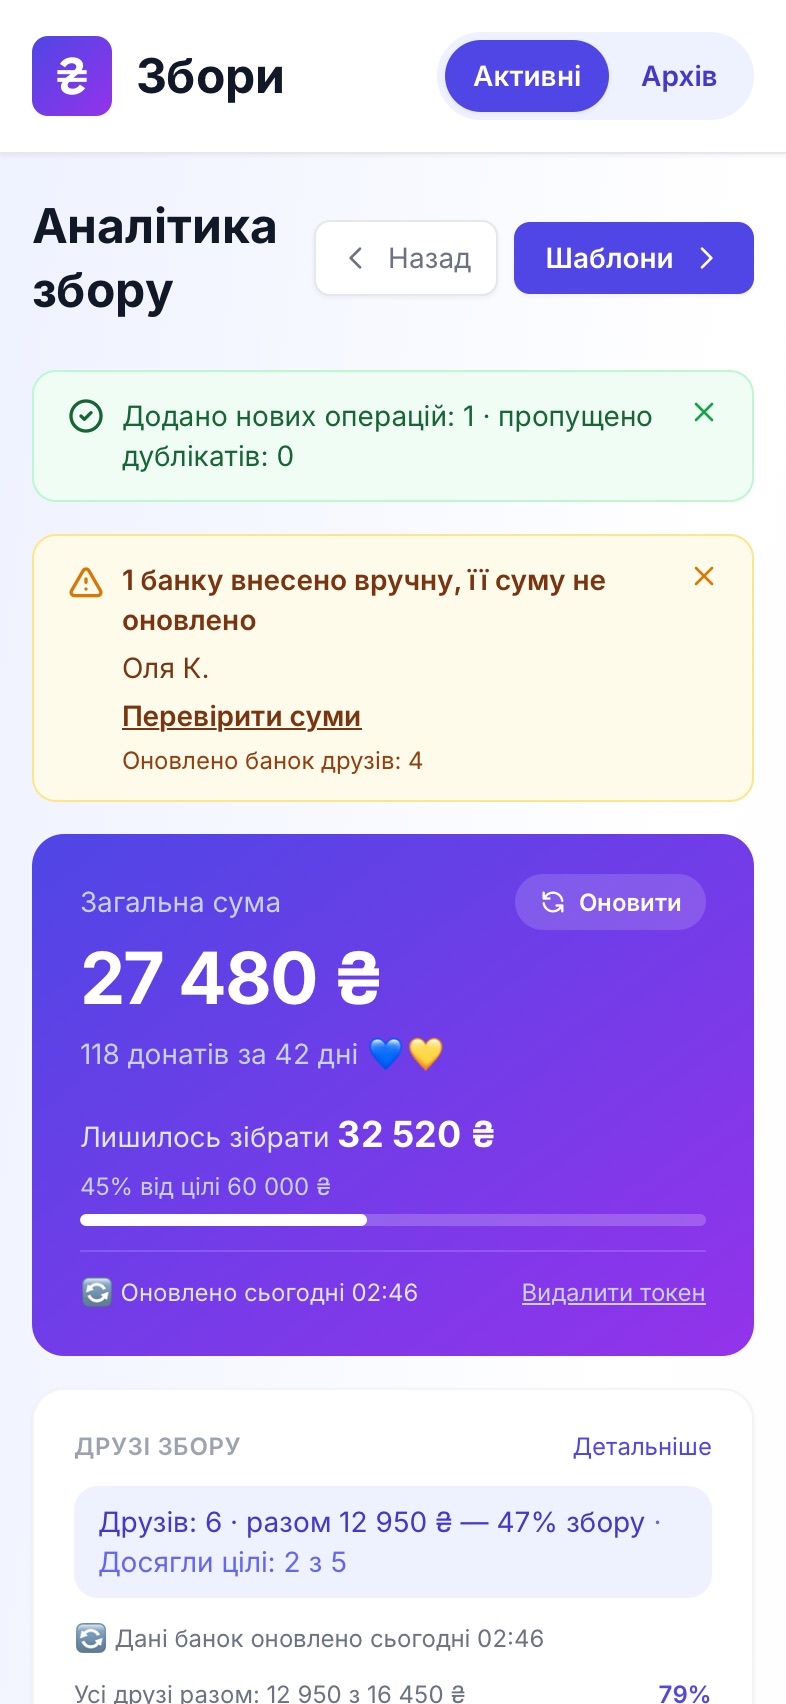 ₴ Збори Активні Архів
Аналітика
збору
Назад Шаблони
Додано нових операцій: 1 · пропущено
дублікатів: 0
1 банку внесено вручну, її суму не
оновлено
Оля К.
Перевірити суми
Оновлено банок друзів: 4
Загальна сума Оновити
27 480 ₴
118 донатів за 42 дні 💙💛
Лишилось зібрати 32 520 ₴
45% від цілі 60 000 ₴
🔄 Оновлено сьогодні 02:46 Видалити токен
ДРУЗІ ЗБОРУ Детальніше
Друзів: 6 · разом 12 950 ₴ — 47% збору ·
Досягли цілі: 2 з 5
🔄 Дані банок оновлено сьогодні 02:46
Усі друзі разом: 12 950 з 16 450 ₴ 79%